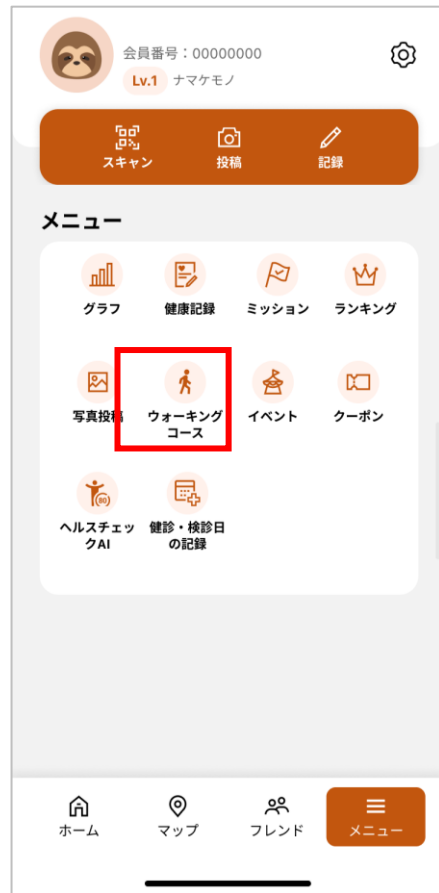 会員番号：00000000
Lv.1 ナマケモノ
スキャン 投稿 記録
メニュー
グラフ 健康記録 ミッション ランキング
写真投稿 ウォーキング イベント クーポン
コース
60
ヘルスチェッ 健診・検診日
クAI の記録
ホーム マップ フレンド メニュー